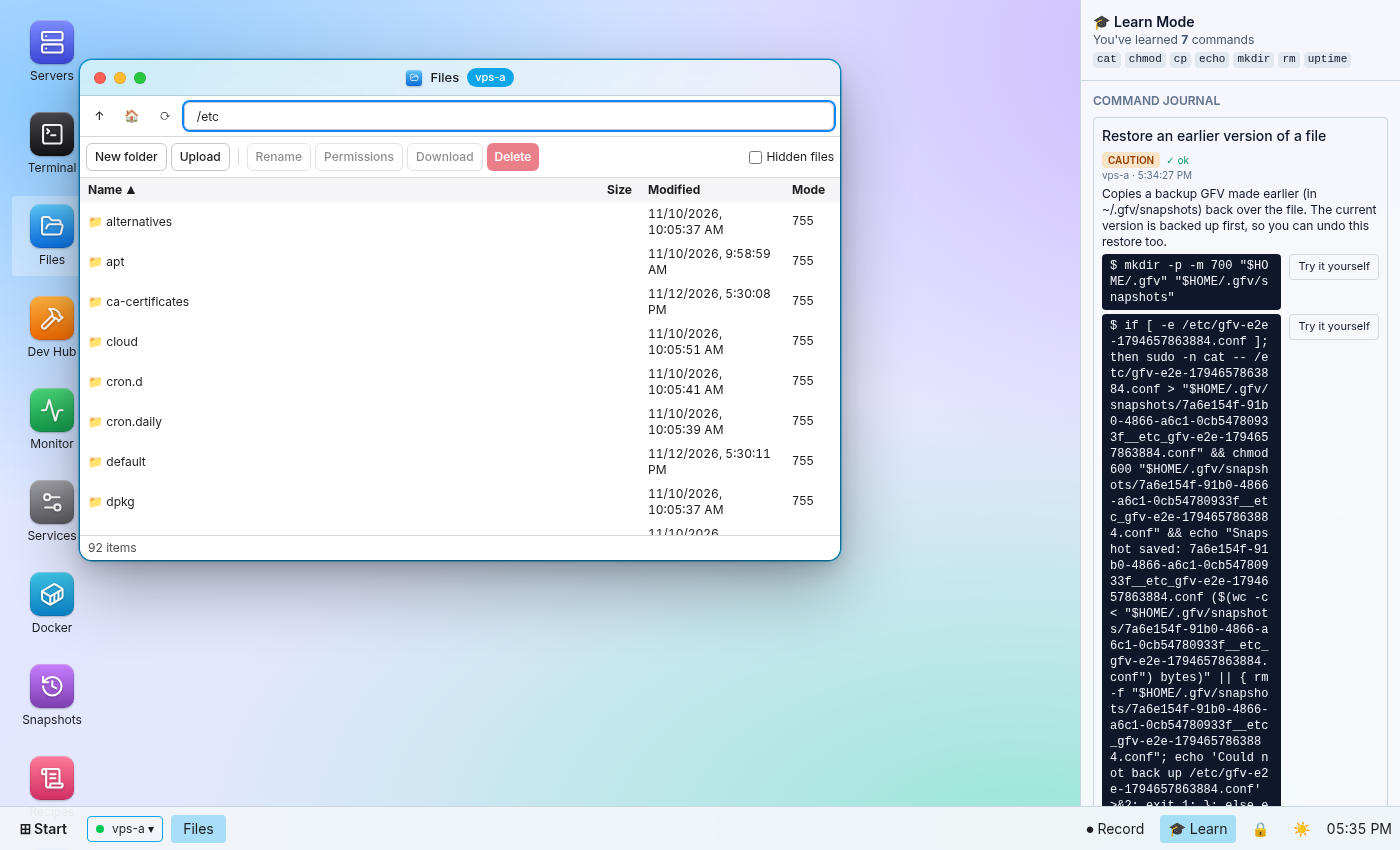 Servers
Terminal
Files
Dev Hub
Monitor
Services
Docker
Snapshots
Files vps-a
/etc
New folder Upload Rename Permissions Download Delete Hidden files
Name ▲ Size Modified Mode
alternatives 11/10/2026, 10:05:37 AM 755
apt 11/10/2026, 9:58:59 AM 755
ca-certificates 11/12/2026, 5:30:08 PM 755
cloud 11/10/2026, 10:05:51 AM 755
cron.d 11/10/2026, 10:05:41 AM 755
cron.daily 11/10/2026, 10:05:39 AM 755
default 11/12/2026, 5:30:11 PM 755
dpkg 11/10/2026, 10:05:37 AM 755
11/10/2026,
92 items
Learn Mode
You've learned 7 commands
cat chmod cp echo mkdir rm uptime
COMMAND JOURNAL
Restore an earlier version of a file
CAUTION ✓ ok
vps-a · 5:34:27 PM
Copies a backup GFV made earlier (in
~/.gfv/snapshots) back over the file. The current
version is backed up first, so you can undo this
restore too.
$ mkdir -p -m 700 "$HO
ME/.gfv" "$HOME/.gfv/s
napshots"
Try it yourself
$ if [ -e /etc/gfv-e2e
-1794657863884.conf ];
then sudo -n cat -- /e
tc/gfv-e2e-17946578638
84.conf > "$HOME/.gfv/
snapshots/7a6e154f-91b
0-4866-a6c1-0cb5478093
3f__etc_gfv-e2e-179465
7863884.conf" && chmod
600 "$HOME/.gfv/snapsh
ots/7a6e154f-91b0-4866
-a6c1-0cb54780933f__et
c_gfv-e2e-179465786388
4.conf" && echo "Snaps
hot saved: 7a6e154f-91
b0-4866-a6c1-0cb547809
33f__etc_gfv-e2e-17946
57863884.conf ($(wc -c
< "$HOME/.gfv/snapshot
s/7a6e154f-91b0-4866-a
6c1-0cb54780933f__etc_
gfv-e2e-1794657863884.
conf") bytes)" || { rm
-f "$HOME/.gfv/snapsho
ts/7a6e154f-91b0-4866-
a6c1-0cb54780933f__etc
_gfv-e2e-179465786388
4.conf"; echo 'Could n
ot back up /etc/gfv-e2
e-1794657863884.conf'
>&2; exit 1; }; else e
Try it yourself
Start vps-a ▾ Files
● Record Learn 05:35 PM